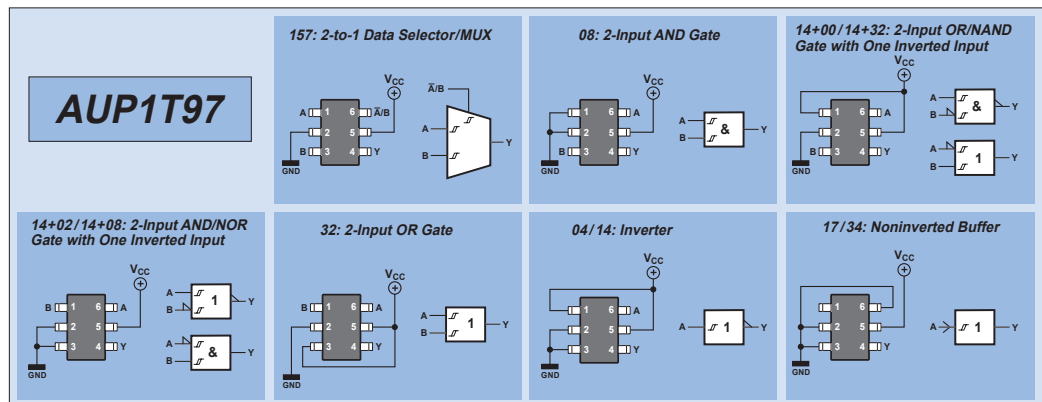 AUP1T97
157: 2-to-1 Data Selector/MUX
VCC
A 1 6 A/B
2 5
B 3 4 Y
GND
A/B
A
B
Y
08: 2-Input AND Gate
VCC
1 6 A
2 5
B 3 4 Y
GND
A
B
&
Y
14+00/14+32: 2-Input OR/NAND
Gate with One Inverted Input
VCC
1 6 A
2 5
B 3 4 Y
GND
A
B
&
Y
A
B
1
Y
14+02/14+08: 2-Input AND/NOR
Gate with One Inverted Input
VCC
B 1 6 A
2 5
3 4 Y
GND
A
B
1
Y
A
B
&
Y
32: 2-Input OR Gate
VCC
B 1 6 A
2 5
3 4 Y
GND
A
B
1
Y
04/14: Inverter
VCC
1 6 A
2 5
3 4 Y
GND
A
1
Y
17/34: Noninverted Buffer
VCC
1 6
2 5
3 4 Y
GND
A
1
Y